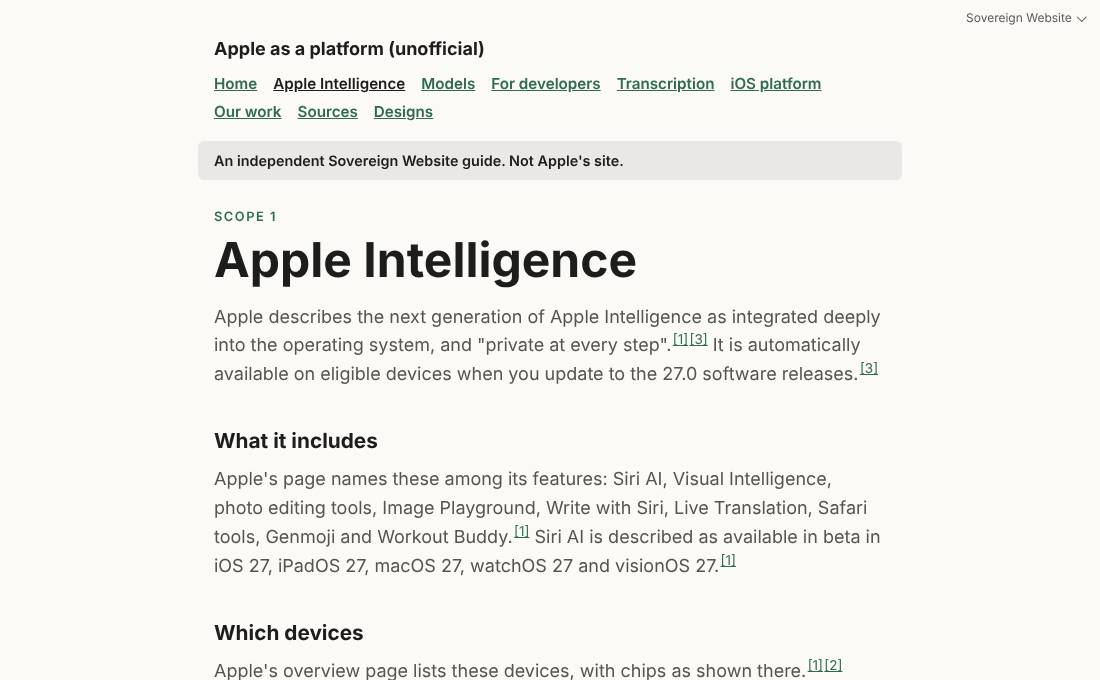 Sovereign Website
Apple as a platform (unofficial)
Home Apple Intelligence Models For developers Transcription iOS platform
Our work Sources Designs
An independent Sovereign Website guide. Not Apple's site.
SCOPE 1
Apple Intelligence
Apple describes the next generation of Apple Intelligence as integrated deeply
into the operating system, and "private at every step".[1][3] It is automatically
available on eligible devices when you update to the 27.0 software releases.[3]
What it includes
Apple's page names these among its features: Siri AI, Visual Intelligence,
photo editing tools, Image Playground, Write with Siri, Live Translation, Safari
tools, Genmoji and Workout Buddy.[1] Siri AI is described as available in beta in
iOS 27, iPadOS 27, macOS 27, watchOS 27 and visionOS 27.[1]
Which devices
Apple's overview page lists these devices, with chips as shown there.[1][2]